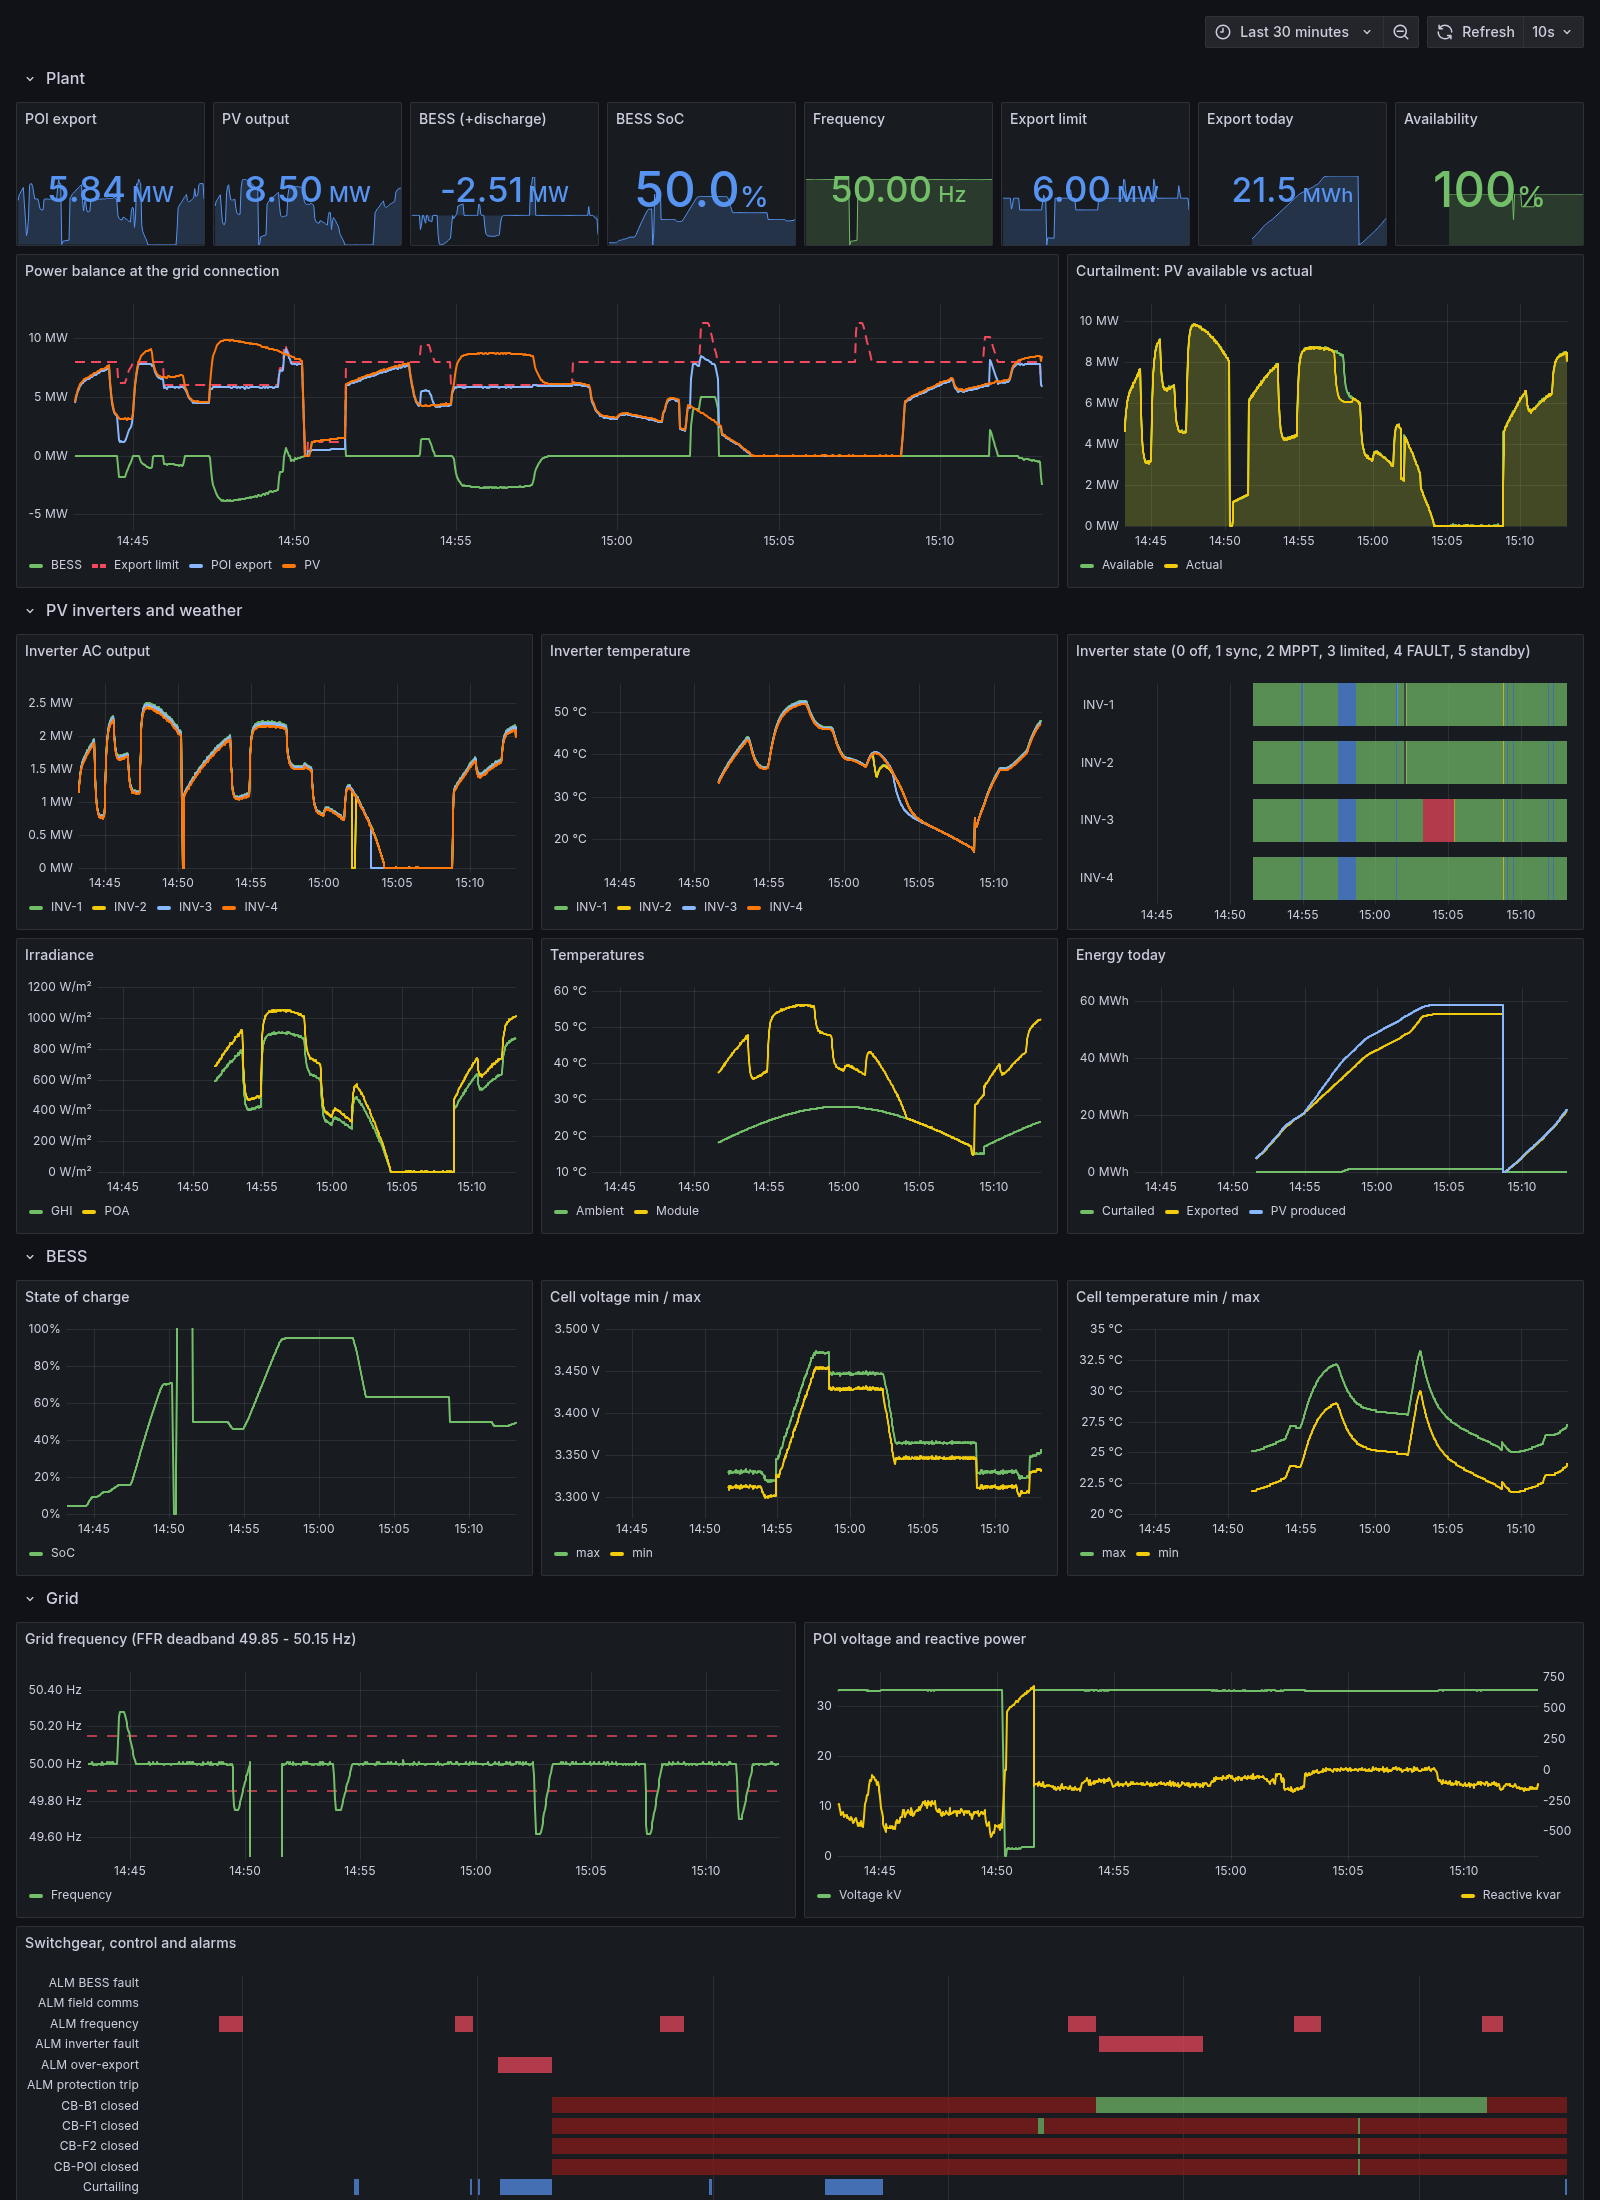 Last 30 minutes Refresh 10s
Plant
POI export PV output BESS (+discharge) BESS SoC Frequency Export limit Export today Availability
5.84 MW 8.50 MW -2.51 MW 50.0% 50.00 Hz 6.00 MW 21.5 MWh 100%
Power balance at the grid connection
10 MW
5 MW
0 MW
-5 MW
14:45 14:50 14:55 15:00 15:05 15:10
BESS Export limit POI export PV
Curtailment: PV available vs actual
10 MW
8 MW
6 MW
4 MW
2 MW
0 MW
14:45 14:50 14:55 15:00 15:05 15:10
Available Actual
PV inverters and weather
Inverter AC output
2.5 MW
2 MW
1.5 MW
1 MW
0.5 MW
0 MW
14:45 14:50 14:55 15:00 15:05 15:10
INV-1 INV-2 INV-3 INV-4
Inverter temperature
50 °C
40 °C
30 °C
20 °C
14:45 14:50 14:55 15:00 15:05 15:10
INV-1 INV-2 INV-3 INV-4
Inverter state (0 off, 1 sync, 2 MPPT, 3 limited, 4 FAULT, 5 standby)
INV-1
INV-2
INV-3
INV-4
14:45 14:50 14:55 15:00 15:05 15:10
Irradiance
1200 W/m²
1000 W/m²
800 W/m²
600 W/m²
400 W/m²
200 W/m²
0 W/m²
14:45 14:50 14:55 15:00 15:05 15:10
GHI POA
Temperatures
60 °C
50 °C
40 °C
30 °C
20 °C
10 °C
14:45 14:50 14:55 15:00 15:05 15:10
Ambient Module
Energy today
60 MWh
40 MWh
20 MWh
0 MWh
14:45 14:50 14:55 15:00 15:05 15:10
Curtailed Exported PV produced
BESS
State of charge
100%
80%
60%
40%
20%
0%
14:45 14:50 14:55 15:00 15:05 15:10
SoC
Cell voltage min / max
3.500 V
3.450 V
3.400 V
3.350 V
3.300 V
14:45 14:50 14:55 15:00 15:05 15:10
max min
Cell temperature min / max
35 °C
32.5 °C
30 °C
27.5 °C
25 °C
22.5 °C
20 °C
14:45 14:50 14:55 15:00 15:05 15:10
max min
Grid
Grid frequency (FFR deadband 49.85 - 50.15 Hz)
50.40 Hz
50.20 Hz
50.00 Hz
49.80 Hz
49.60 Hz
14:45 14:50 14:55 15:00 15:05 15:10
Frequency
POI voltage and reactive power
30
20
10
0
750
500
250
0
-250
-500
14:45 14:50 14:55 15:00 15:05 15:10
Voltage kV Reactive kvar
Switchgear, control and alarms
ALM BESS fault
ALM field comms
ALM frequency
ALM inverter fault
ALM over-export
ALM protection trip
CB-B1 closed
CB-F1 closed
CB-F2 closed
CB-POI closed
Curtailing